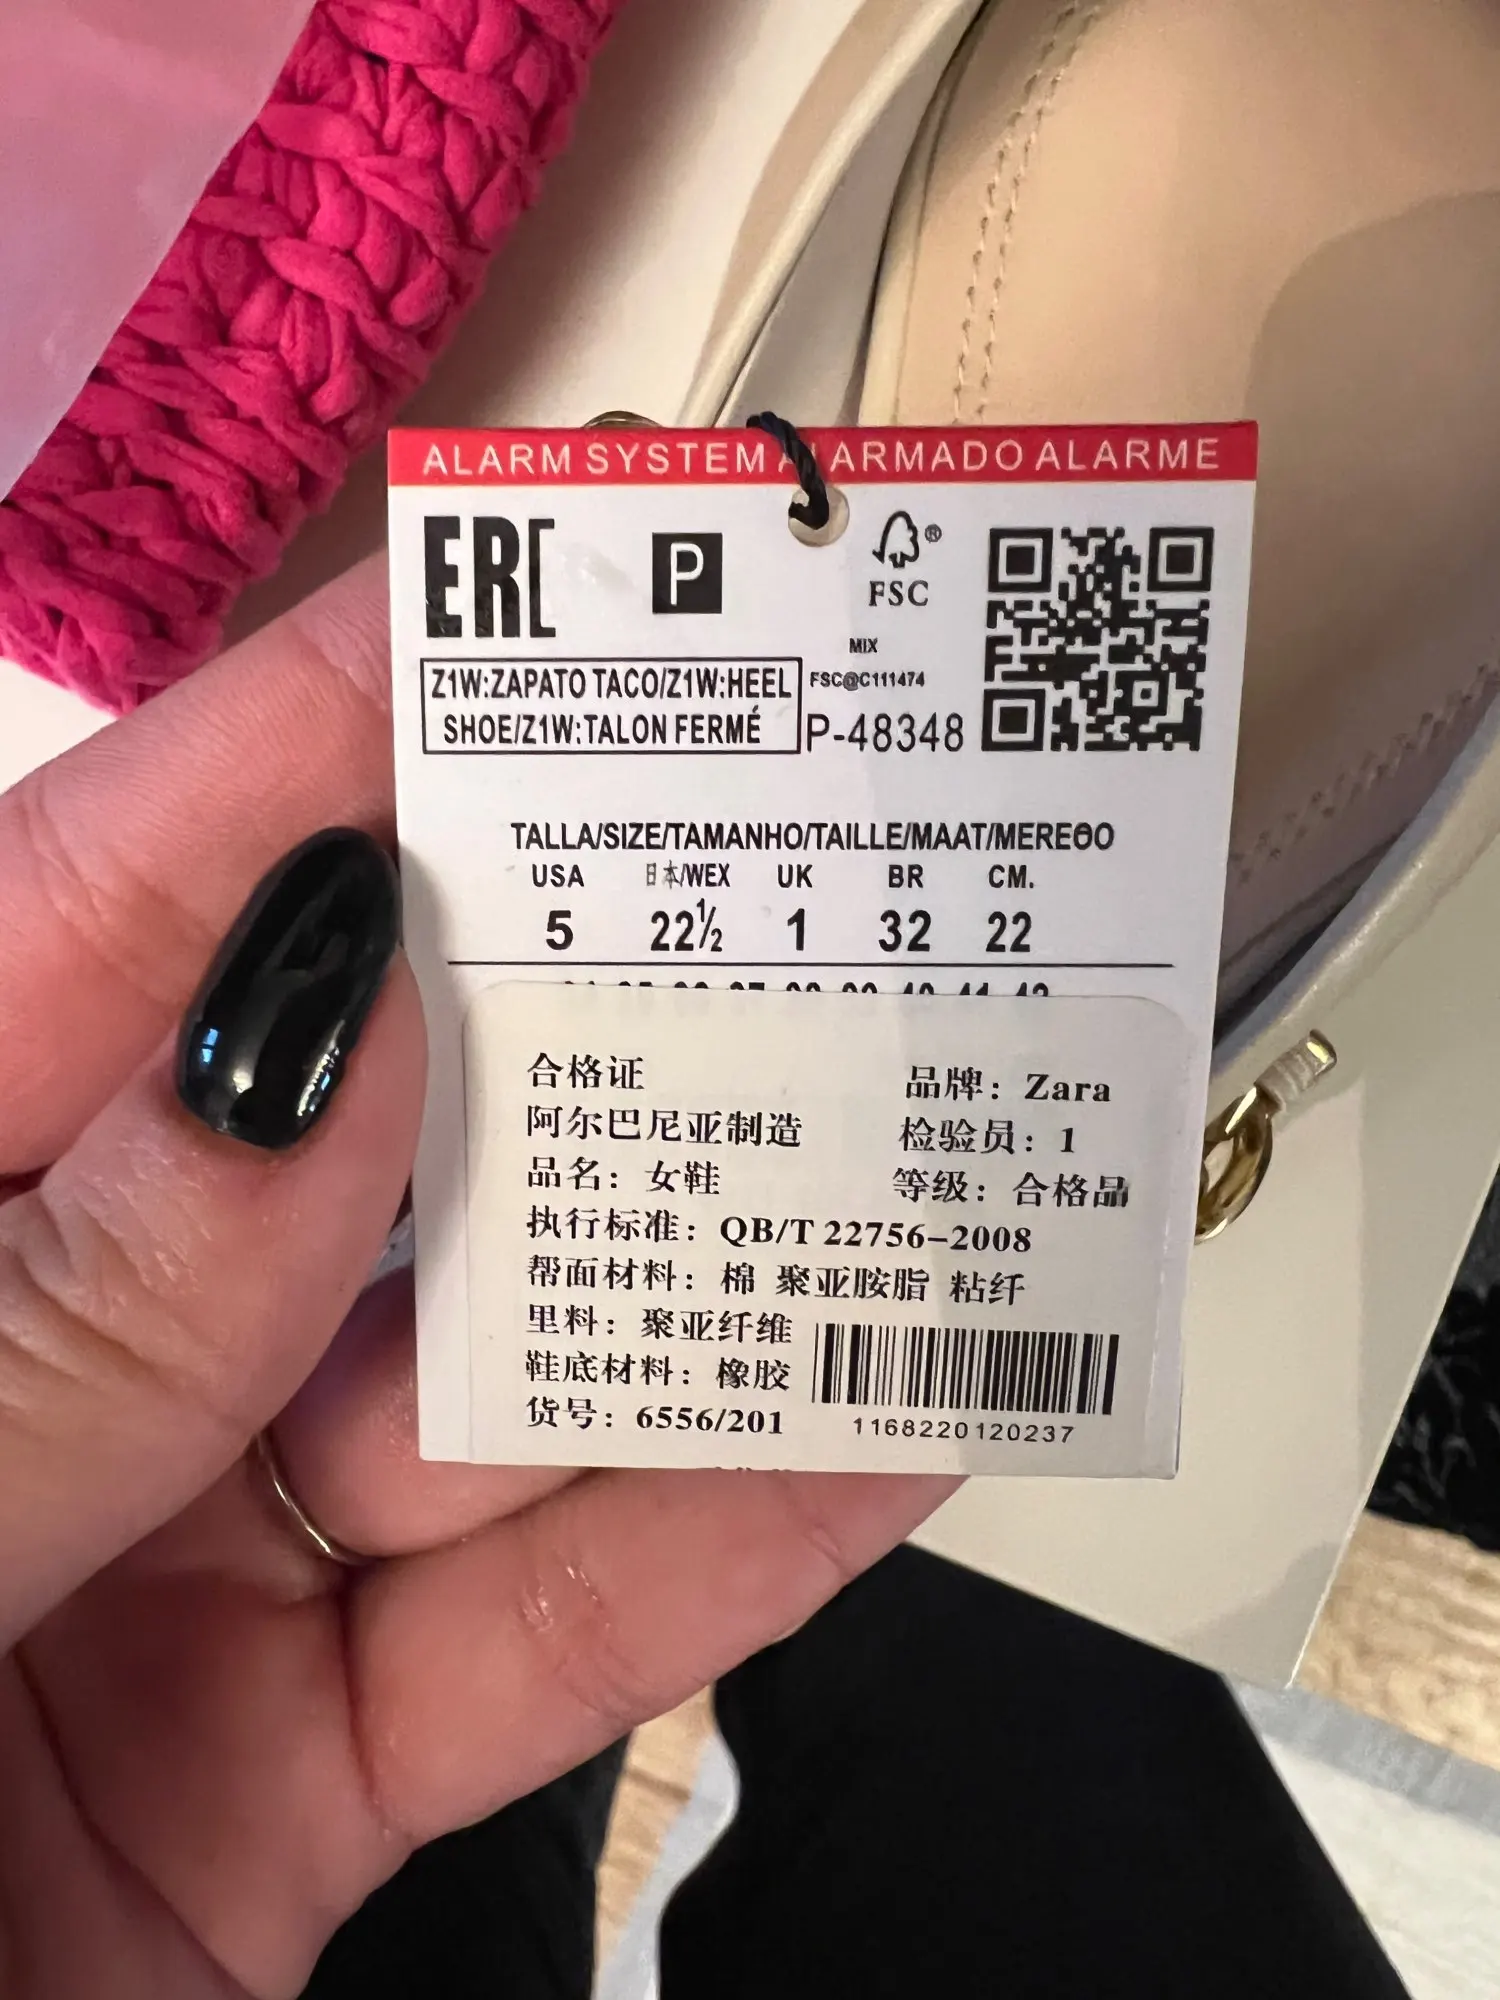 ALARM SYSTEM ALARMADO ALARME
ERC
P
FSC®
MIX
FSC@C111474
Z1W:ZAPATO TACO/Z1W:HEEL
SHOE/Z1W:TALON FERMÉ
P-48348
TALLA/SIZE/TAMANHO/TAILLE/MAAT/MEREΘO
USA 日本/WEX UK BR CM.
5 22½ 1 32 22
合格证
品牌：Zara
阿尔巴尼亚制造
检验员：1
品名：女鞋
等级：合格品
执行标准：QB/T 22756-2008
帮面材料：棉 聚亚胺脂 粘纤
里料：聚亚纤维
鞋底材料：橡胶
货号：6556/201
1168220120237